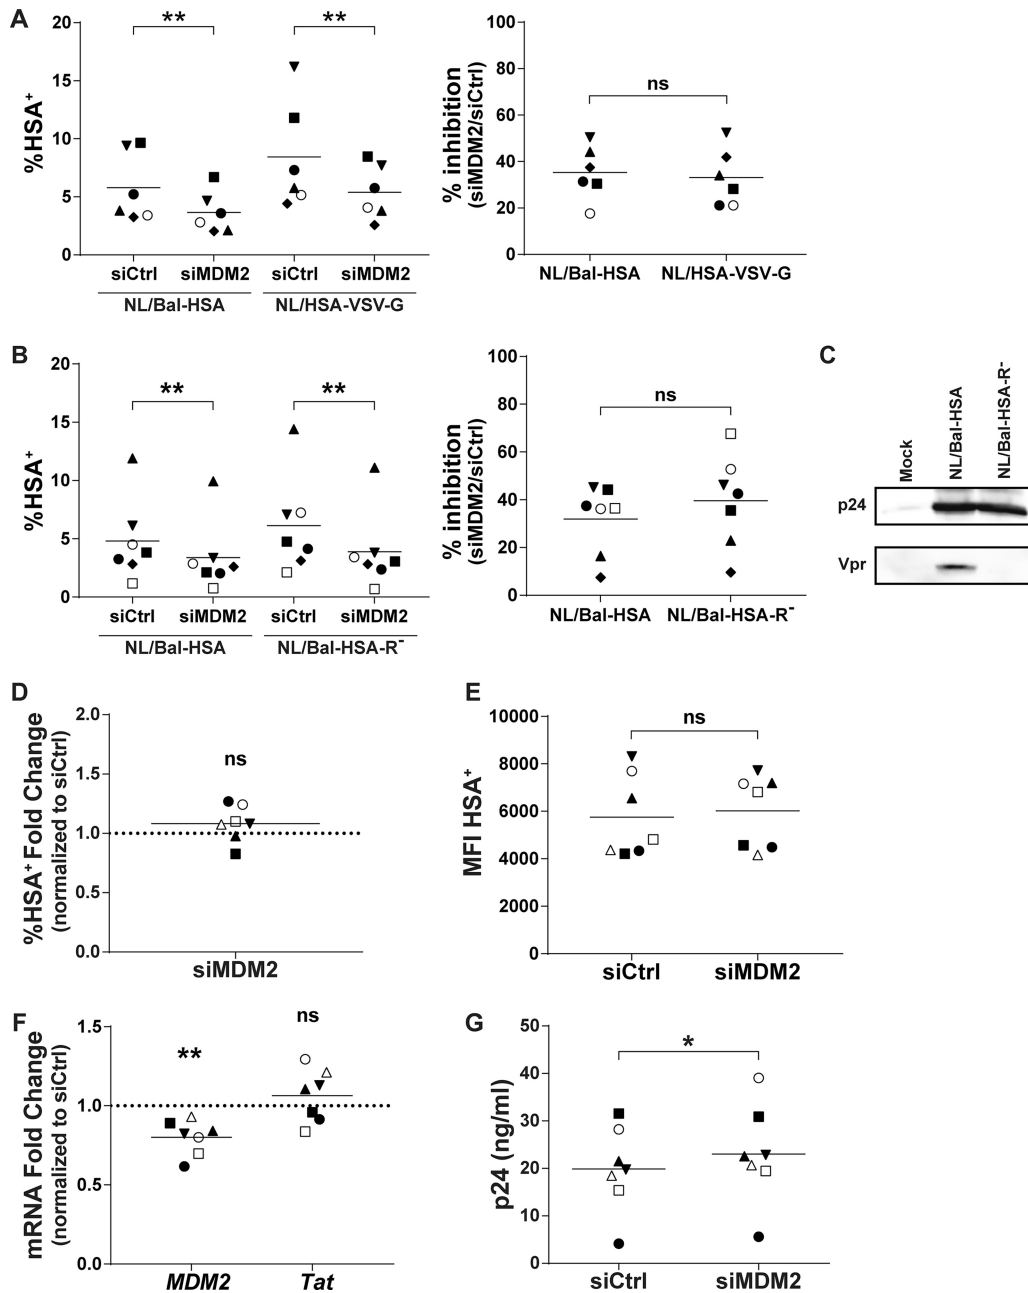 A
20
15
10
5
0
%HSA⁺
**
**
siCtrl
siMDM2
siCtrl
siMDM2
NL/Bal-HSA
NL/HSA-VSV-G
100
80
60
40
20
0
% inhibition
(siMDM2/siCtrl)
ns
NL/Bal-HSA
NL/HSA-VSV-G
B
20
15
10
5
0
%HSA⁺
**
**
siCtrl
siMDM2
siCtrl
siMDM2
NL/Bal-HSA
NL/Bal-HSA-R⁻
100
80
60
40
20
0
% inhibition
(siMDM2/siCtrl)
ns
NL/Bal-HSA
NL/Bal-HSA-R⁻
C
Mock
NL/Bal-HSA
NL/Bal-HSA-R⁻
p24
Vpr
D
2.0
1.5
1.0
0.5
0.0
%HSA⁺ Fold Change
(normalized to siCtrl)
ns
siMDM2
E
10000
8000
6000
4000
2000
0
MFI HSA⁺
ns
siCtrl
siMDM2
F
1.5
1.0
0.5
0.0
mRNA Fold Change
(normalized to siCtrl)
**
ns
MDM2
Tat
G
50
40
30
20
10
0
p24 (ng/ml)
*
siCtrl
siMDM2